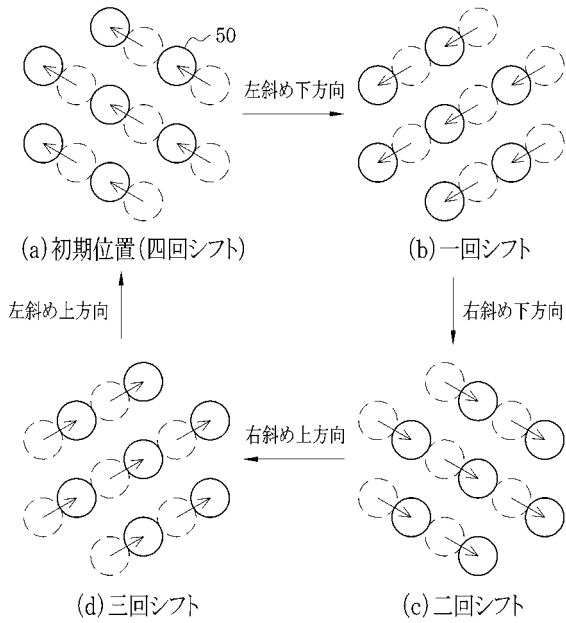 50
左斜め下方向
(a)初期位置(四回シフト)
(b)一回シフト
左斜め上方向
右斜め下方向
右斜め上方向
(d)三回シフト
(c)二回シフト